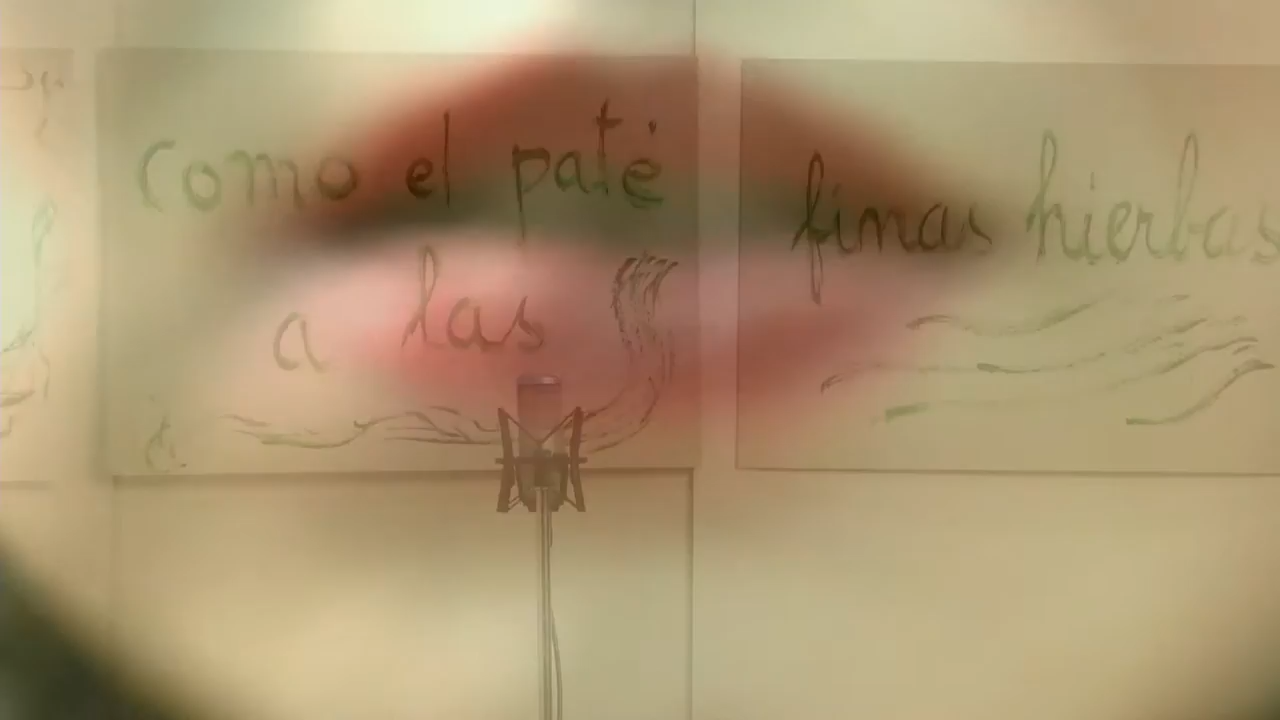 como el paté
a las
finas hierbas